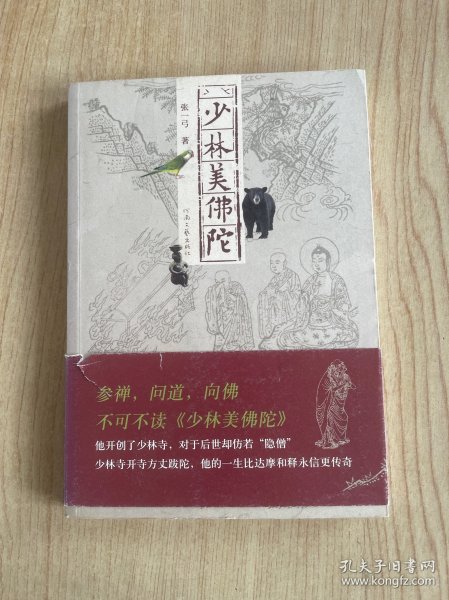 少林美佛陀
张一弓 著
河南文艺出版社
参禅，问道，向佛
不可不读《少林美佛陀》
他开创了少林寺，对于后世却仿若“隐僧”
少林寺开寺方丈跋陀，他的一生比达摩和释永信更传奇
孔夫子旧书网
www.kongfz.com